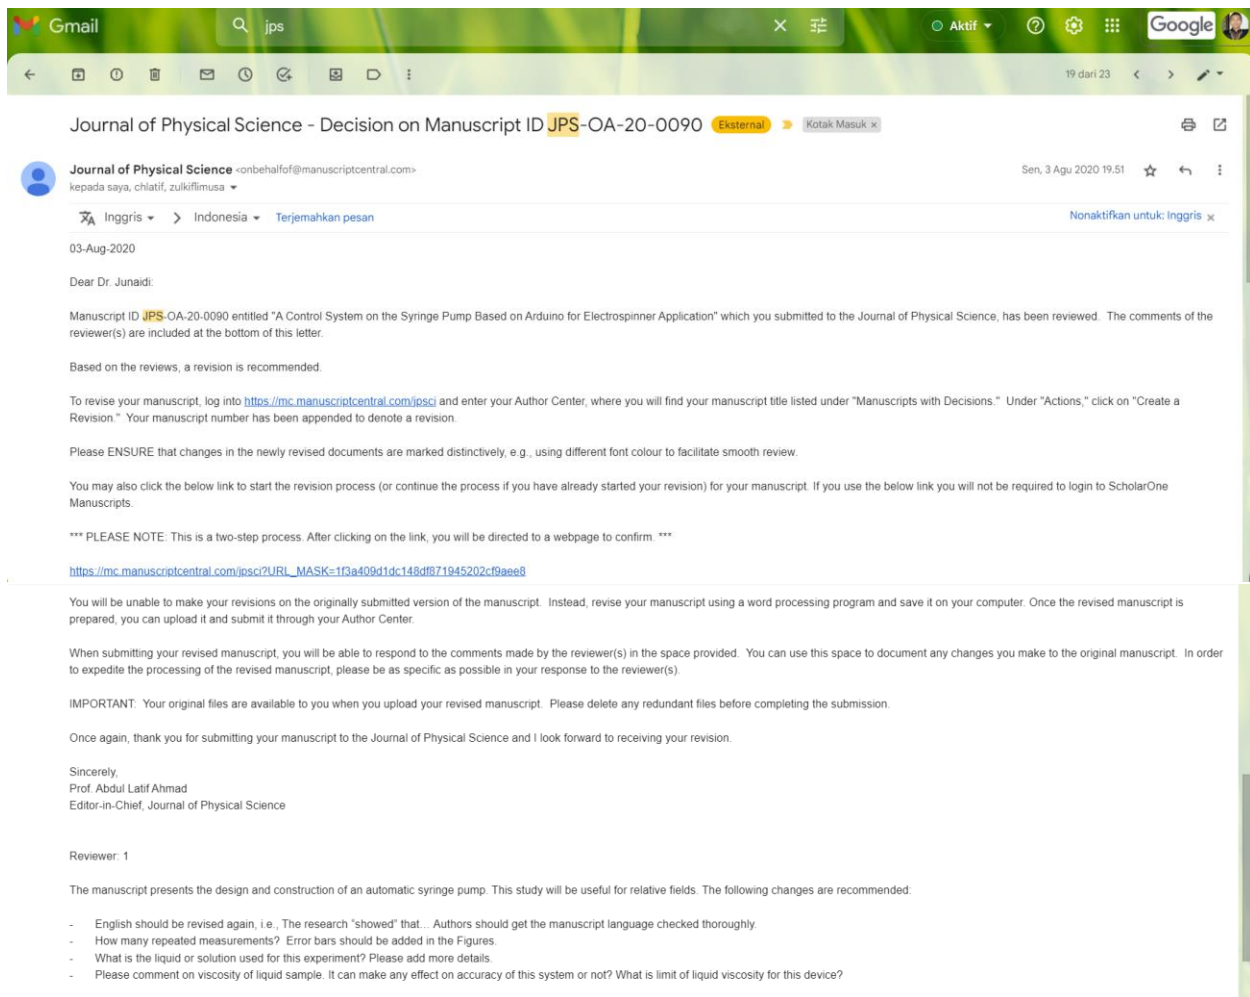 Gmail
jps
Aktif
Google
19 dari 23
Journal of Physical Science - Decision on Manuscript ID JPS-OA-20-0090 Eksternal Kotak Masuk ×
Journal of Physical Science <onbehalfof@manuscriptcentral.com>
Sen, 3 Agu 2020 19.51
kepada saya, chlatif, zulkiflimusa
Inggris > Indonesia Terjemahkan pesan
Nonaktifkan untuk: Inggris ×
03-Aug-2020
Dear Dr. Junaidi:
Manuscript ID JPS-OA-20-0090 entitled "A Control System on the Syringe Pump Based on Arduino for Electrospinner Application" which you submitted to the Journal of Physical Science, has been reviewed. The comments of the
reviewer(s) are included at the bottom of this letter.
Based on the reviews, a revision is recommended.
To revise your manuscript, log into https://mc.manuscriptcentral.com/jpsci and enter your Author Center, where you will find your manuscript title listed under "Manuscripts with Decisions." Under "Actions," click on "Create a
Revision." Your manuscript number has been appended to denote a revision.
Please ENSURE that changes in the newly revised documents are marked distinctively, e.g., using different font colour to facilitate smooth review.
You may also click the below link to start the revision process (or continue the process if you have already started your revision) for your manuscript. If you use the below link you will not be required to login to ScholarOne
Manuscripts.
*** PLEASE NOTE: This is a two-step process. After clicking on the link, you will be directed to a webpage to confirm. ***
https://mc.manuscriptcentral.com/jpsci?URL_MASK=1f3a409d1dc148df871945202cf9aee8
You will be unable to make your revisions on the originally submitted version of the manuscript. Instead, revise your manuscript using a word processing program and save it on your computer. Once the revised manuscript is
prepared, you can upload it and submit it through your Author Center.
When submitting your revised manuscript, you will be able to respond to the comments made by the reviewer(s) in the space provided. You can use this space to document any changes you make to the original manuscript. In order
to expedite the processing of the revised manuscript, please be as specific as possible in your response to the reviewer(s).
IMPORTANT: Your original files are available to you when you upload your revised manuscript. Please delete any redundant files before completing the submission.
Once again, thank you for submitting your manuscript to the Journal of Physical Science and I look forward to receiving your revision.
Sincerely,
Prof. Abdul Latif Ahmad
Editor-in-Chief, Journal of Physical Science
Reviewer: 1
The manuscript presents the design and construction of an automatic syringe pump. This study will be useful for relative fields. The following changes are recommended:
- English should be revised again, i.e., The research "showed" that... Authors should get the manuscript language checked thoroughly.
- How many repeated measurements? Error bars should be added in the Figures.
- What is the liquid or solution used for this experiment? Please add more details.
- Please comment on viscosity of liquid sample. It can make any effect on accuracy of this system or not? What is limit of liquid viscosity for this device?